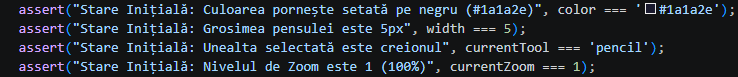 assert("Stare Inițială: Culoarea pornește setată pe negru (#1a1a2e)", color === '#1a1a2e');
assert("Stare Inițială: Grosimea pensulei este 5px", width === 5);
assert("Stare Inițială: Unealta selectată este creionul", currentTool === 'pencil');
assert("Stare Inițială: Nivelul de Zoom este 1 (100%)", currentZoom === 1);